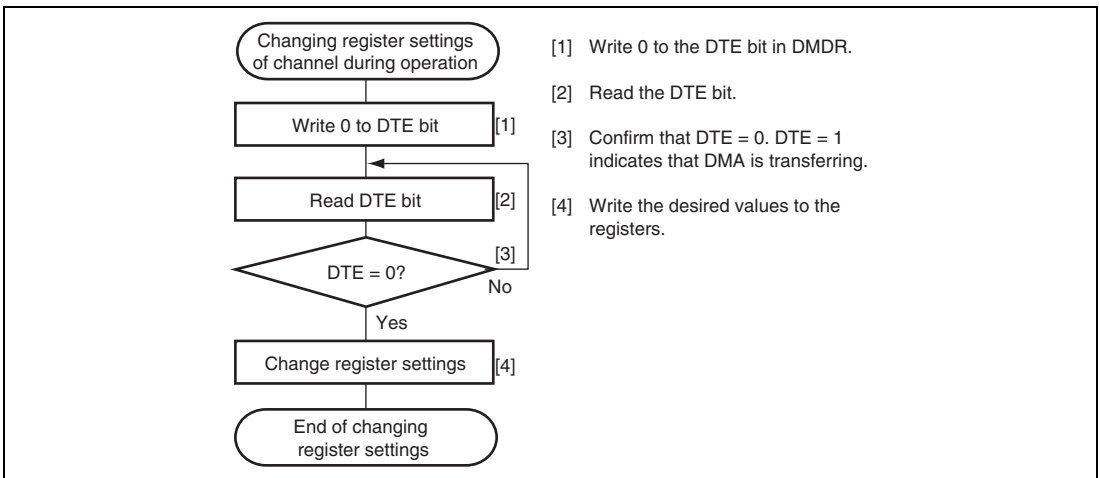 Changing register settings
of channel during operation
Write 0 to DTE bit
[1]
Read DTE bit
[2]
DTE = 0?
[3]
No
Yes
Change register settings
[4]
End of changing
register settings
[1] Write 0 to the DTE bit in DMDR.
[2] Read the DTE bit.
[3] Confirm that DTE = 0. DTE = 1
indicates that DMA is transferring.
[4] Write the desired values to the
registers.